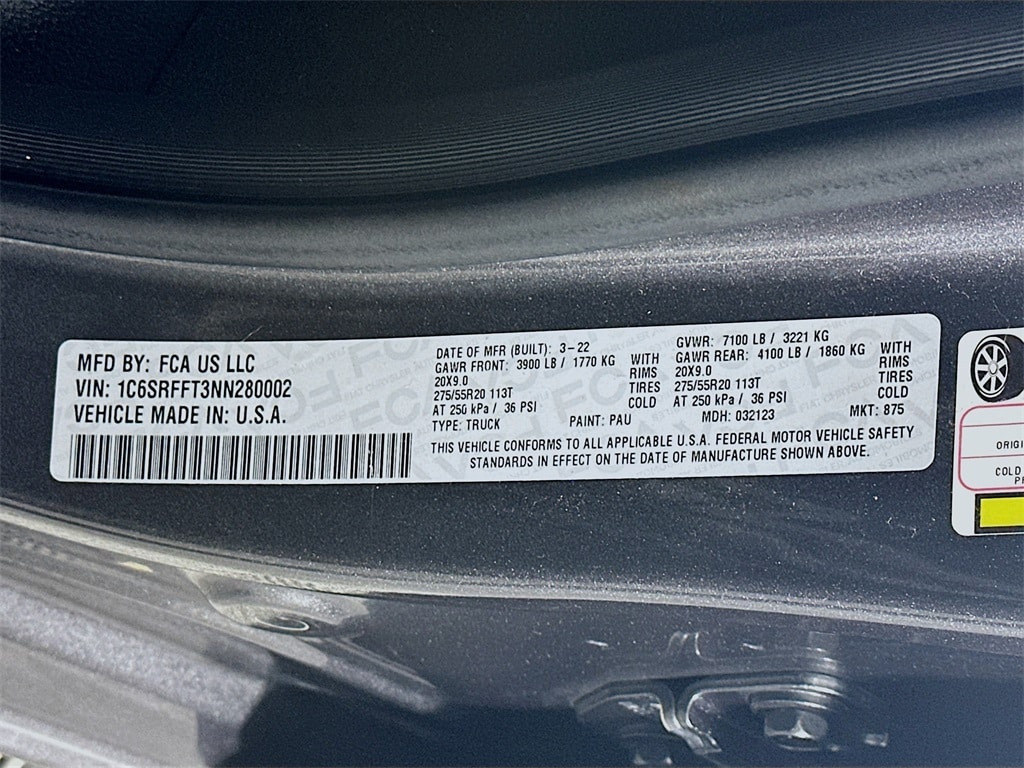 MFD BY: FCA US LLC
VIN: 1C6SRFFT3NN280002
VEHICLE MADE IN: U.S.A.
DATE OF MFR (BUILT): 3-22
GAWR FRONT: 3900 LB / 1770 KG WITH
20X9.0 RIMS
275/55R20 113T TIRES
AT 250 kPa / 36 PSI COLD
TYPE: TRUCK PAINT: PAU
GVWR: 7100 LB / 3221 KG
GAWR REAR: 4100 LB / 1860 KG WITH
20X9.0 RIMS
275/55R20 113T TIRES
AT 250 kPa / 36 PSI COLD
MDH: 032123 MKT: 875
THIS VEHICLE CONFORMS TO ALL APPLICABLE U.S.A. FEDERAL MOTOR VEHICLE SAFETY
STANDARDS IN EFFECT ON THE DATE OF MANUFACTURE SHOWN ABOVE.
COLD